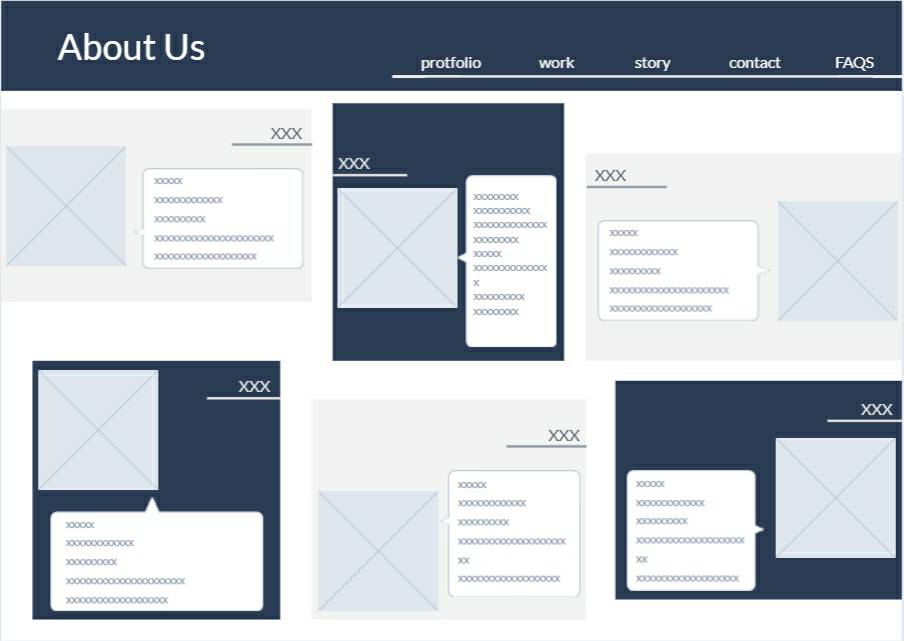 About Us
protfolio work story contact FAQS
XXX
xxxxx
xxxxxxxxxxxx
xxxxxxxxx
xxxxxxxxxxxxxxxxxxxxx
xxxxxxxxxxxxxxxxxx
XXX
xxxxxxxx
xxxxxxxxxx
xxxxxxxxxxxxx
xxxxxxxx
xxxxx
xxxxxxxxxxxxx
x
xxxxxxxxx
xxxxxxxx
XXX
xxxxx
xxxxxxxxxxxx
xxxxxxxxx
xxxxxxxxxxxxxxxxxxxxx
xxxxxxxxxxxxxxxxxx
XXX
xxxxx
xxxxxxxxxxxx
xxxxxxxxx
xxxxxxxxxxxxxxxxxxxxx
xxxxxxxxxxxxxxxxxx
XXX
xxxxx
xxxxxxxxxxxx
xxxxxxxxx
xxxxxxxxxxxxxxxxxxx
xx
xxxxxxxxxxxxxxxxxx
XXX
xxxxx
xxxxxxxxxxxx
xxxxxxxxx
xxxxxxxxxxxxxxxxxxx
xx
xxxxxxxxxxxxxxxxxx